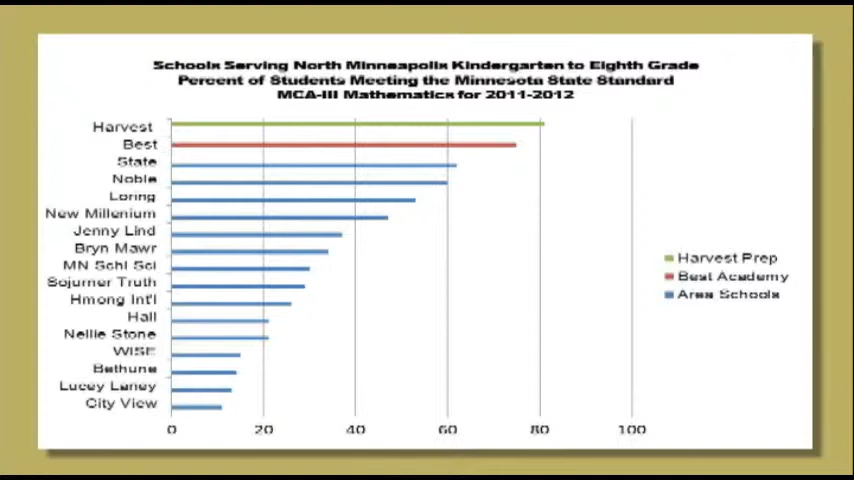 Schools Serving North Minneapolis Kindergarten to Eighth Grade
Percent of Students Meeting the Minnesota State Standard
MCA-III Mathematics for 2011-2012
Harvest
Best
State
Noble
Loring
New Millenium
Jenny Lind
Bryn Mawr
MN Schl Sci
Sojurner Truth
Hmong Int'l
Hall
Nellie Stone
WISE
Bethune
Lucey Laney
City View
0 20 40 60 80 100
Harvest Prep
Best Academy
Area Schools